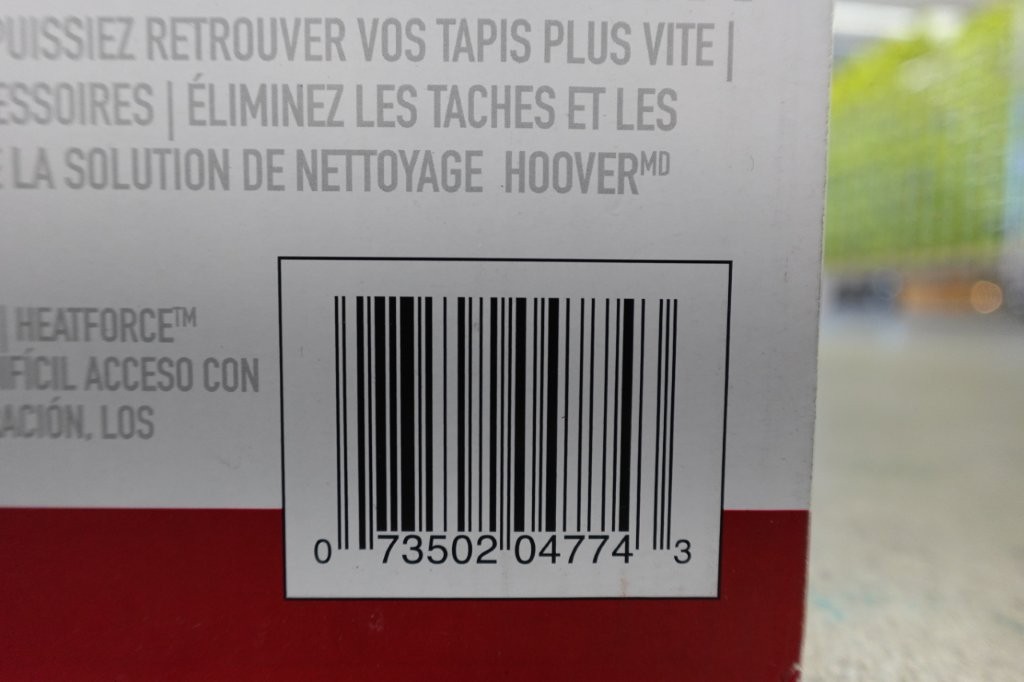 PUISSIEZ RETROUVER VOS TAPIS PLUS VITE |
ESSOIRES | ÉLIMINEZ LES TACHES ET LES
LA SOLUTION DE NETTOYAGE HOOVERMD
| HEATFORCE™
IFÍCIL ACCESO CON
ACIÓN, LOS
0 73502 04774 3